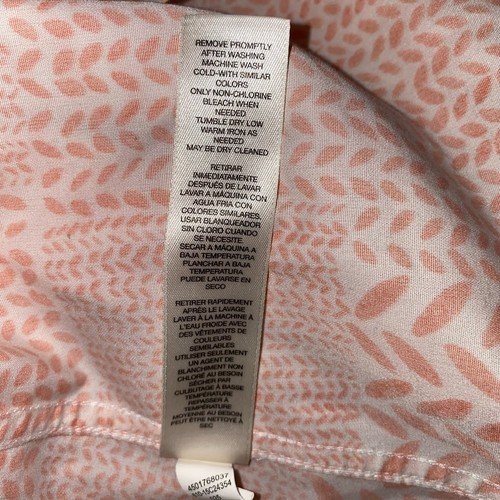 REMOVE PROMPTLY
AFTER WASHING
MACHINE WASH
COLD-WITH SIMILAR
COLORS
ONLY NON-CHLORINE
BLEACH WHEN
NEEDED
TUMBLE DRY LOW
WARM IRON AS
NEEDED
MAY BE DRY CLEANED
RETIRAR
INMEDIATAMENTE
DESPUÉS DE LAVAR
LAVAR A MÁQUINA CON
AGUA FRIA CON
COLORES SIMILARES.
USAR BLANQUEADOR
SIN CLORO CUANDO
SE NECESITE.
SECAR A MÁQUINA A
BAJA TEMPERATURA
PLANCHAR A BAJA
TEMPERATURA
PUEDE LAVARSE EN
SECO
RETIRER RAPIDEMENT
APRÈS LE LAVAGE
LAVER À LA MACHINE À
L'EAU FROIDE AVEC
DES VÊTEMENTS DE
COULEURS
SEMBLABLES
UTILISER SEULEMENT
UN AGENT DE
BLANCHIMENT NON
CHLORÉ AU BESOIN
SÉCHER PAR
CULBUTAGE À BASSE
TEMPÉRATURE
REPASSER À
TEMPÉRATURE
MOYENNE AU BESOIN
PEUT ÊTRE NETTOYÉ À
SEC
4501768097